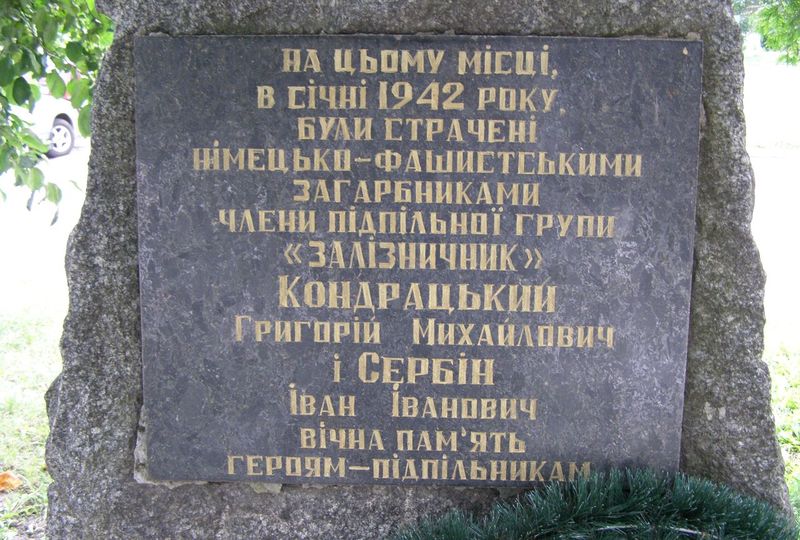 НА ЦЬОМУ МІСЦІ,
В СІЧНІ 1942 РОКУ,
БУЛИ СТРАЧЕНІ
НІМЕЦЬКО-ФАШИСТСЬКИМИ
ЗАГАРБНИКАМИ
ЧЛЕНИ ПІДПІЛЬНОЇ ГРУПИ
«ЗАЛІЗНИЧНИК»
КОНДРАЦЬКИЙ
ГРИГОРІЙ МИХАЙЛОВИЧ
І СЕРБІН
ІВАН ІВАНОВИЧ
ВІЧНА ПАМ'ЯТЬ
ГЕРОЯМ-ПІДПІЛЬНИКАМ